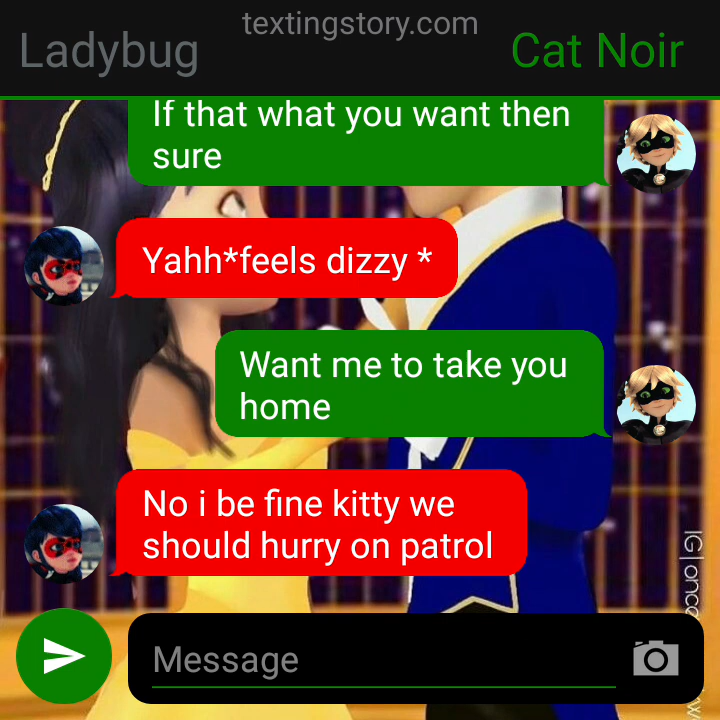 textingstory.com
Ladybug
Cat Noir
If that what you want then
sure
Yahh*feels dizzy *
Want me to take you
home
No i be fine kitty we
should hurry on patrol
Message